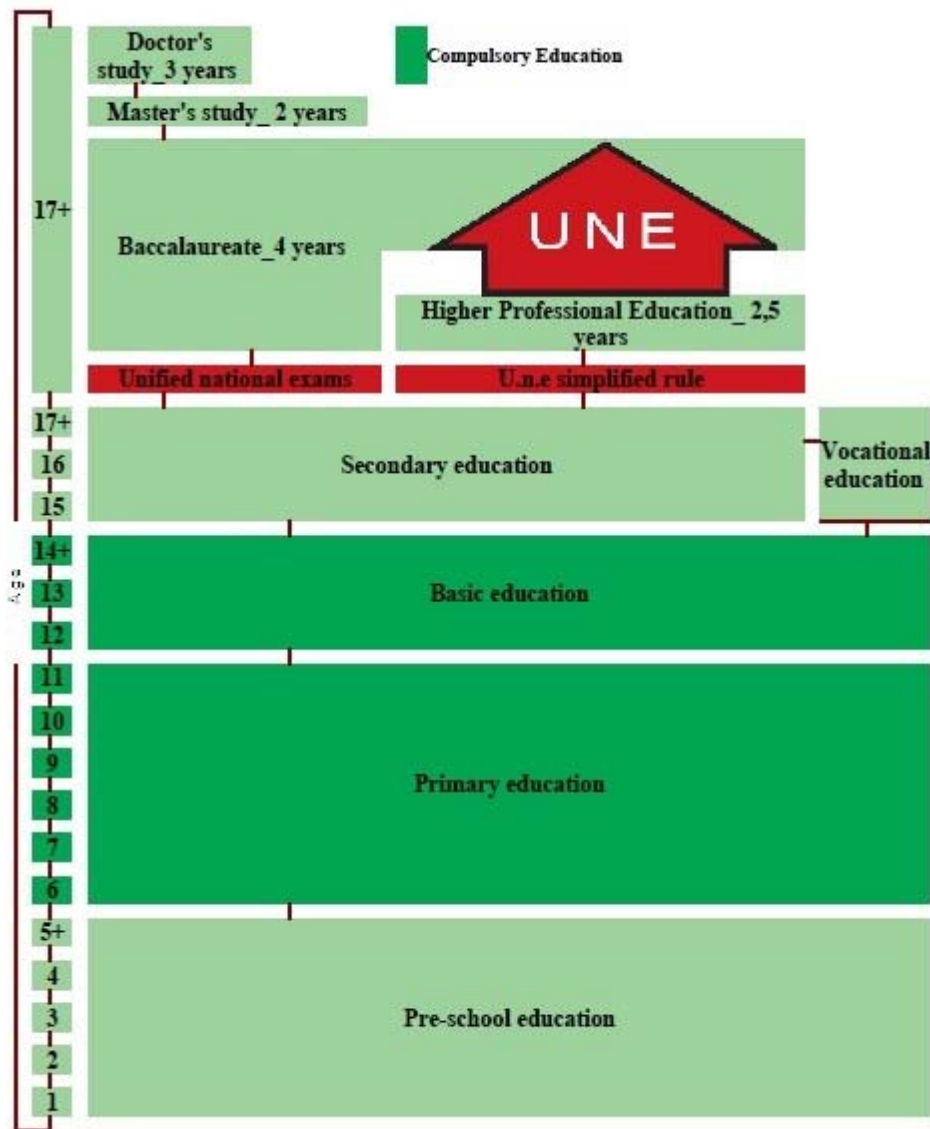 Doctor's
study_3 years
Compulsory Education
Master's study_ 2 years
17+
Baccalaureate_4 years
UNE
Higher Professional Education_ 2,5
years
Unified national exams
U.n.e simplified rule
17+
16
15
Secondary education
Vocational
education
Age
14+
13
12
Basic education
11
10
9
8
7
6
Primary education
5+
4
3
2
1
Pre-school education